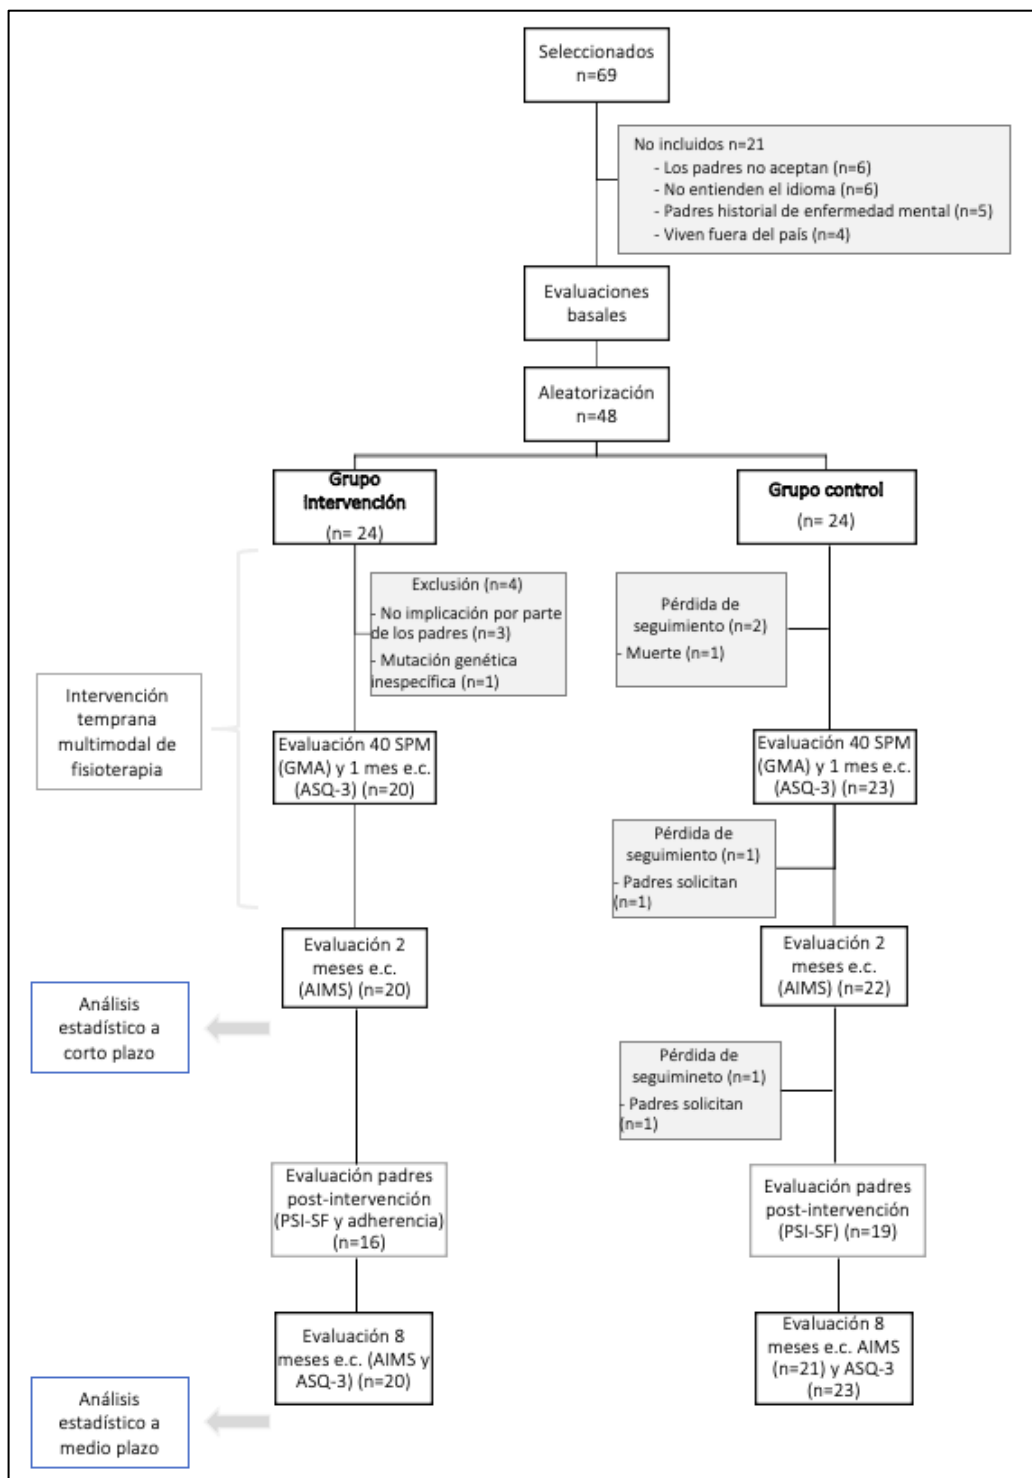 Seleccionados
n=69
No incluidos n=21
- Los padres no aceptan (n=6)
- No entienden el idioma (n=6)
- Padres historial de enfermedad mental (n=5)
- Viven fuera del país (n=4)
Evaluaciones
basales
Aleatorización
n=48
Grupo
intervención
(n= 24)
Grupo control
(n= 24)
Exclusión (n=4)
- No implicación por parte
de los padres (n=3)
- Mutación genética
inespecífica (n=1)
Pérdida de
seguimiento (n=2)
- Muerte (n=1)
Intervención
temprana
multimodal de
fisioterapia
Evaluación 40 SPM
(GMA) y 1 mes e.c.
(ASQ-3) (n=20)
Evaluación 40 SPM
(GMA) y 1 mes e.c.
(ASQ-3) (n=23)
Pérdida de
seguimiento (n=1)
- Padres solicitan
(n=1)
Evaluación 2
meses e.c.
(AIMS) (n=20)
Evaluación 2
meses e.c.
(AIMS) (n=22)
Análisis
estadístico a
corto plazo
Pérdida de
seguimineto (n=1)
- Padres solicitan
(n=1)
Evaluación padres
post-intervención
(PSI-SF y adherencia)
(n=16)
Evaluación padres
post-intervención
(PSI-SF) (n=19)
Evaluación 8
meses e.c. (AIMS y
ASQ-3) (n=20)
Evaluación 8
meses e.c. AIMS
(n=21) y ASQ-3
(n=23)
Análisis
estadístico a
medio plazo